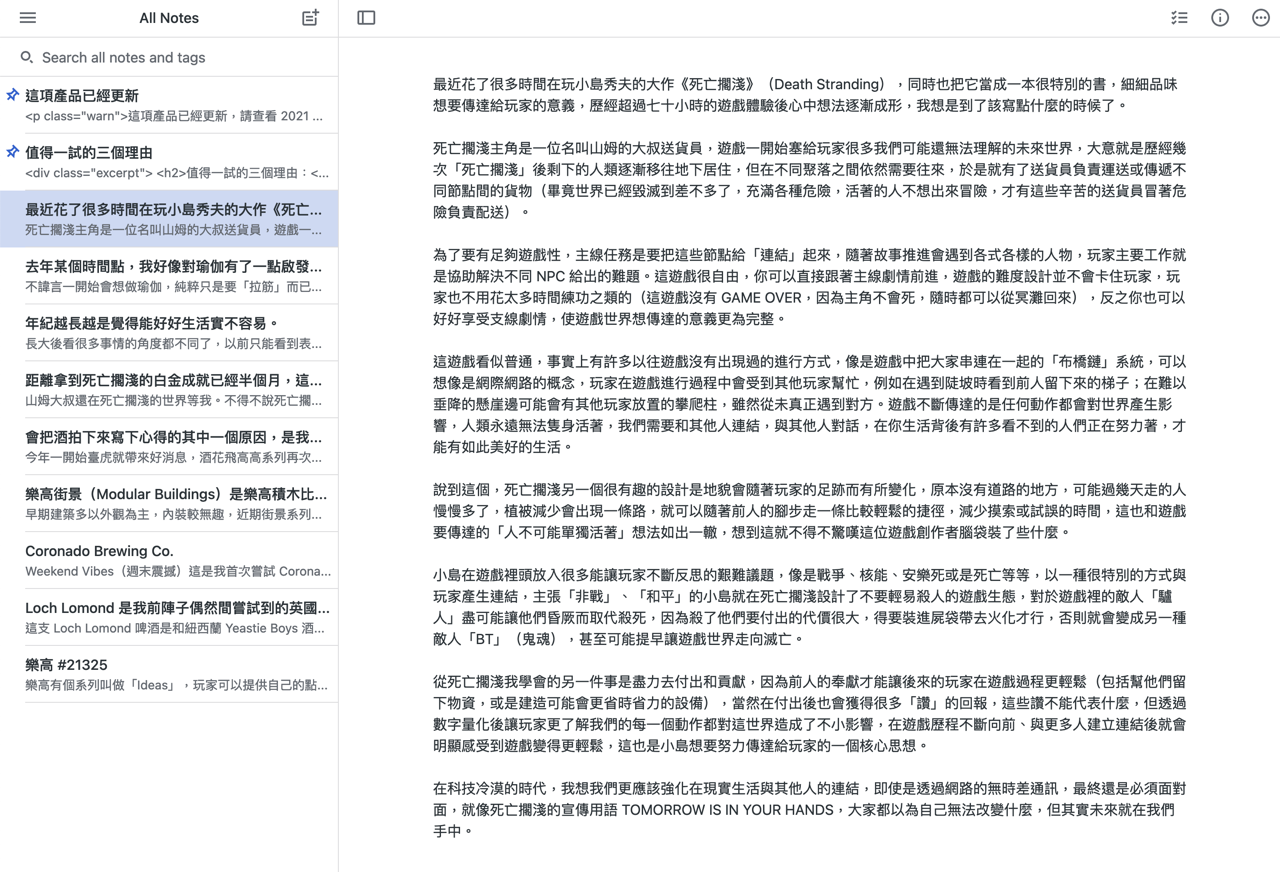 All Notes
Search all notes and tags
這項產品已經更新
<p class="warn">這項產品已經更新，請查看 2021 ...
值得一試的三個理由
<div class="excerpt"> <h2>值得一試的三個理由：<...
最近花了很多時間在玩小島秀夫的大作《死亡...
死亡擱淺主角是一位名叫山姆的大叔送貨員，遊戲一...
去年某個時間點，我好像對瑜伽有了一點啟發...
不諱言一開始會想做瑜伽，純粹只是要「拉筋」而已...
年紀越長越是覺得能好好生活實不容易。
長大後看很多事情的角度都不同了，以前只能看到表...
距離拿到死亡擱淺的白金成就已經半個月，這...
山姆大叔還在死亡擱淺的世界等我。不得不說死亡擱...
會把酒拍下來寫下心得的其中一個原因，是我...
今年一開始臺虎就帶來好消息，酒花飛高高系列再次...
樂高街景（Modular Buildings）是樂高積木比...
早期建築多以外觀為主，內裝較無趣，近期街景系列...
Coronado Brewing Co.
Weekend Vibes（週末震撼）這是我首次嘗試 Corona...
Loch Lomond 是我前陣子偶然間嘗試到的英國...
這支 Loch Lomond 啤酒是和紐西蘭 Yeastie Boys 酒...
樂高 #21325
樂高有個系列叫做「Ideas」，玩家可以提供自己的點...
最近花了很多時間在玩小島秀夫的大作《死亡擱淺》（Death Stranding），同時也把它當成一本很特別的書，細細品味
想要傳達給玩家的意義，歷經超過七十小時的遊戲體驗後心中想法逐漸成形，我想是到了該寫點什麼的時候了。
死亡擱淺主角是一位名叫山姆的大叔送貨員，遊戲一開始塞給玩家很多我們可能還無法理解的未來世界，大意就是歷經幾
次「死亡擱淺」後剩下的人類逐漸移往地下居住，但在不同聚落之間依然需要往來，於是就有了送貨員負責運送或傳遞不
同節點間的貨物（畢竟世界已經毀滅到差不多了，充滿各種危險，活著的人不想出來冒險，才有這些辛苦的送貨員冒著危
險負責配送）。
為了要有足夠遊戲性，主線任務是要把這些節點給「連結」起來，隨著故事推進會遇到各式各樣的人物，玩家主要工作就
是協助解決不同 NPC 給出的難題。這遊戲很自由，你可以直接跟著主線劇情前進，遊戲的難度設計並不會卡住玩家，玩
家也不用花太多時間練功之類的（這遊戲沒有 GAME OVER，因為主角不會死，隨時都可以從冥灘回來），反之你也可以
好好享受支線劇情，使遊戲世界想傳達的意義更為完整。
這遊戲看似普通，事實上有許多以往遊戲沒有出現過的進行方式，像是遊戲中把大家串連在一起的「布橋鏈」系統，可以
想像是網際網路的概念，玩家在遊戲進行過程中會受到其他玩家幫忙，例如在遇到陡坡時看到前人留下來的梯子；在難以
垂降的懸崖邊可能會有其他玩家放置的攀爬柱，雖然從未真正遇到對方。遊戲不斷傳達的是任何動作都會對世界產生影
響，人類永遠無法隻身活著，我們需要和其他人連結，與其他人對話，在你生活背後有許多看不到的人們正在努力著，才
能有如此美好的生活。
說到這個，死亡擱淺另一個很有趣的設計是地貌會隨著玩家的足跡而有所變化，原本沒有道路的地方，可能過幾天走的人
慢慢多了，植被減少會出現一條路，就可以隨著前人的腳步走一條比較輕鬆的捷徑，減少摸索或試誤的時間，這也和遊戲
要傳達的「人不可能單獨活著」想法如出一轍，想到這就不得不驚嘆這位遊戲創作者腦袋裝了些什麼。
小島在遊戲裡頭放入很多能讓玩家不斷反思的艱難議題，像是戰爭、核能、安樂死或是死亡等等，以一種很特別的方式與
玩家產生連結，主張「非戰」、「和平」的小島就在死亡擱淺設計了不要輕易殺人的遊戲生態，對於遊戲裡的敵人「驢
人」盡可能讓他們昏厥而取代殺死，因為殺了他們要付出的代價很大，得要裝進屍袋帶去火化才行，否則就會變成另一種
敵人「BT」（鬼魂），甚至可能提早讓遊戲世界走向滅亡。
從死亡擱淺我學會的另一件事是盡力去付出和貢獻，因為前人的奉獻才能讓後來的玩家在遊戲過程更輕鬆（包括幫他們留
下物資，或是建造可能會更省時省力的設備），當然在付出後也會獲得很多「讚」的回報，這些讚不能代表什麼，但透過
數字量化後讓玩家更了解我們的每一個動作都對這世界造成了不小影響，在遊戲歷程不斷向前、與更多人建立連結後就會
明顯感受到遊戲變得更輕鬆，這也是小島想要努力傳達給玩家的一個核心思想。
在科技冷漠的時代，我想我們更應該強化在現實生活與其他人的連結，即使是透過網路的無時差通訊，最終還是必須面對
面，就像死亡擱淺的宣傳用語 TOMORROW IS IN YOUR HANDS，大家都以為自己無法改變什麼，但其實未來就在我們
手中。